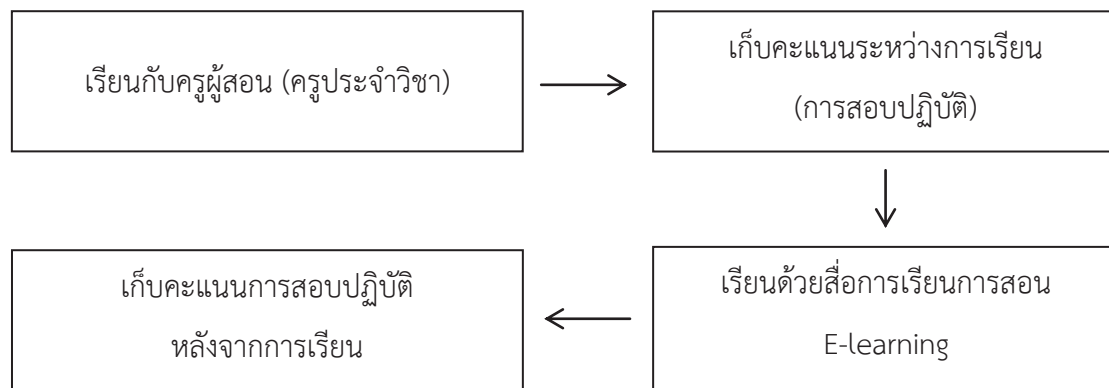 เรียนกับครูผู้สอน (ครูประจำวิชา)
เก็บคะแนนระหว่างการเรียน
(การสอบปฏิบัติ)
เรียนด้วยสื่อการเรียนการสอน
E-learning
เก็บคะแนนการสอบปฏิบัติ
หลังจากการเรียน